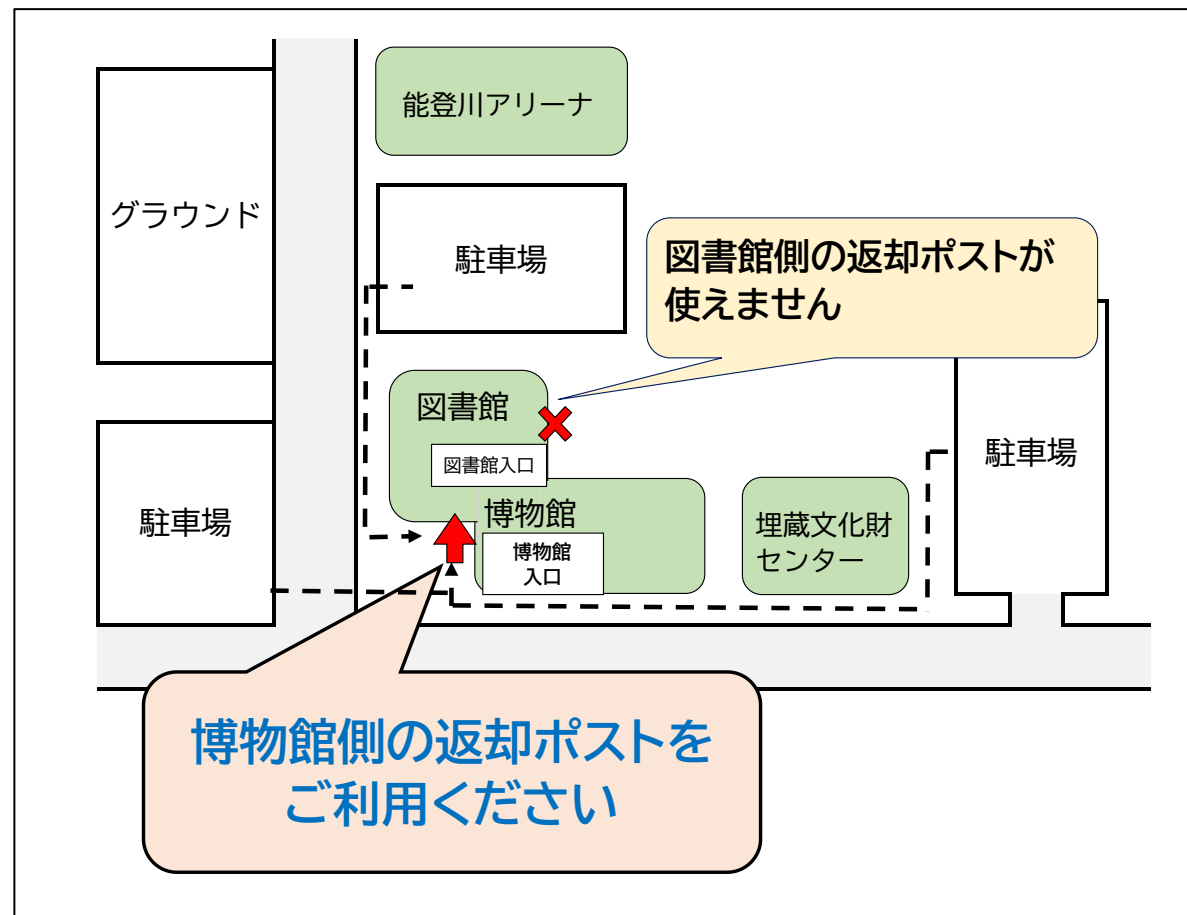 能登川アリーナ
グラウンド
駐車場
図書館側の返却ポストが
使えません
図書館
図書館入口
駐車場
駐車場
博物館
博物館
入口
埋蔵文化財
センター
博物館側の返却ポストを
ご利用ください